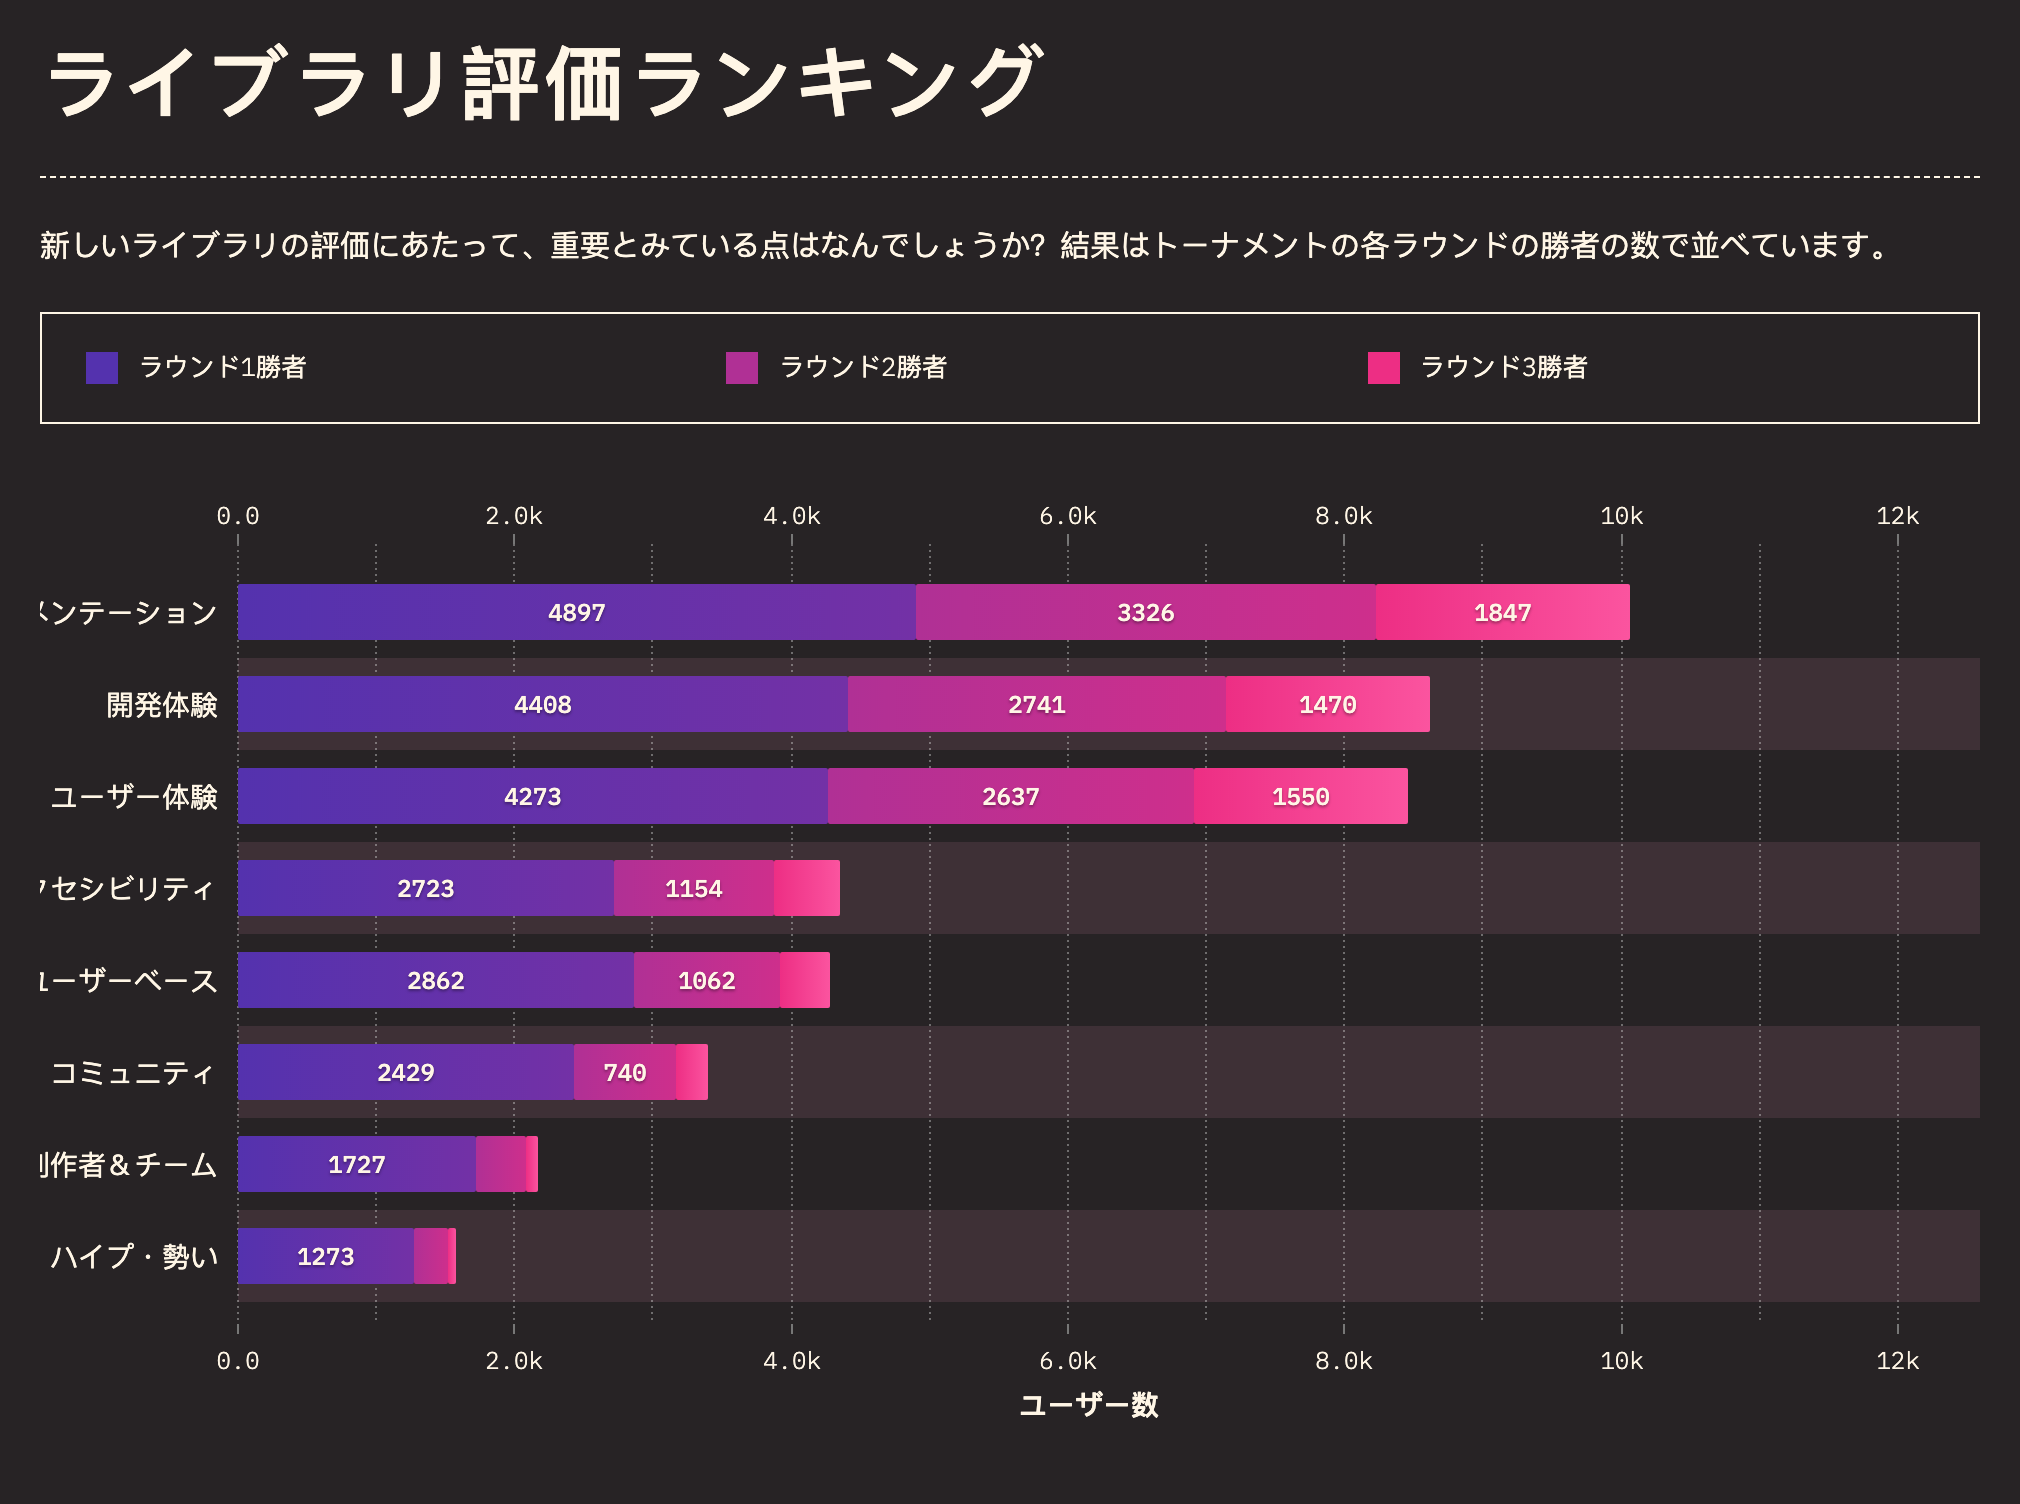 ライブラリ評価ランキング
新しいライブラリの評価にあたって、重要とみている点はなんでしょうか? 結果はトーナメントの各ラウンドの勝者の数で並べています。
ラウンド1勝者 ラウンド2勝者 ラウンド3勝者
0.0 2.0k 4.0k 6.0k 8.0k 10k 12k
ンテーション 4897 3326 1847
開発体験 4408 2741 1470
ユーザー体験 4273 2637 1550
セシビリティ 2723 1154
ーザーベース 2862 1062
コミュニティ 2429 740
作者&チーム 1727
ハイプ・勢い 1273
0.0 2.0k 4.0k 6.0k 8.0k 10k 12k
ユーザー数